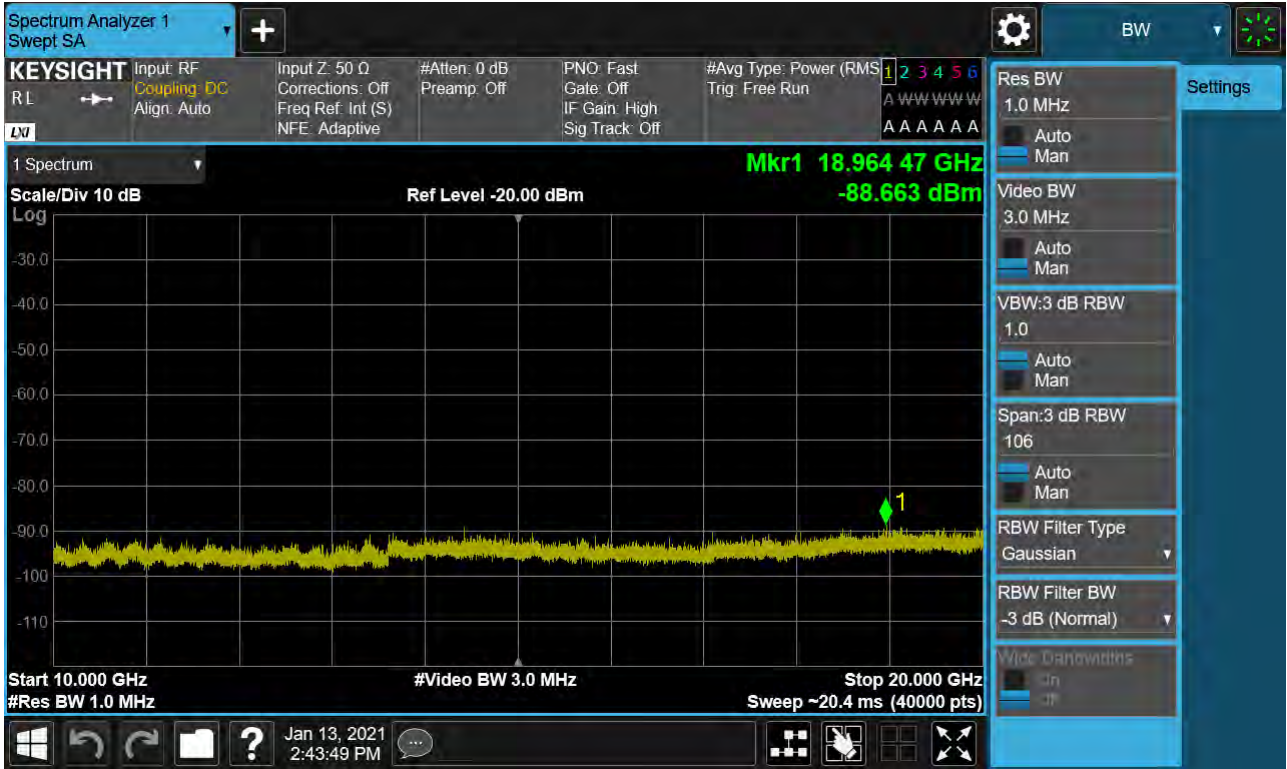 Spectrum Analyzer 1
Swept SA
BW
KEYSIGHT
R L
LXI
Input: RF
Coupling: DC
Align: Auto
Input Z: 50 Ω
Corrections: Off
Freq Ref: Int (S)
NFE: Adaptive
#Atten: 0 dB
Preamp: Off
PNO: Fast
Gate: Off
IF Gain: High
Sig Track: Off
#Avg Type: Power (RMS
Trig: Free Run
1 2 3 4 5 6
A W W W W W
A A A A A A
1 Spectrum
Mkr1 18.964 47 GHz
Scale/Div 10 dB
Ref Level -20.00 dBm
-88.663 dBm
Log
-30.0
-40.0
-50.0
-60.0
-70.0
-80.0
1
-90.0
-100
-110
Start 10.000 GHz
#Video BW 3.0 MHz
Stop 20.000 GHz
#Res BW 1.0 MHz
Sweep ~20.4 ms (40000 pts)
Res BW
1.0 MHz
Auto
Man
Video BW
3.0 MHz
Auto
Man
VBW:3 dB RBW
1.0
Auto
Man
Span:3 dB RBW
106
Auto
Man
RBW Filter Type
Gaussian
RBW Filter BW
-3 dB (Normal)
Settings
?
Jan 13, 2021
2:43:49 PM